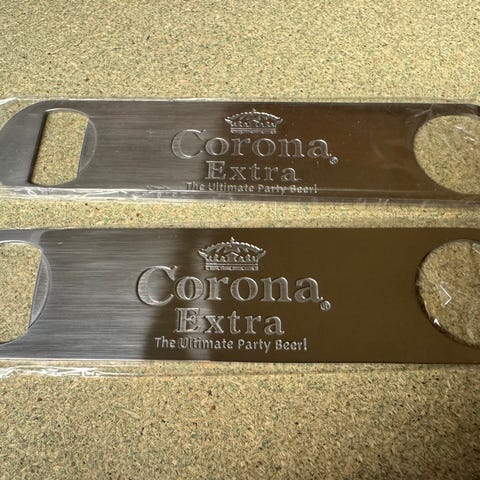 Corona®
Extra
The Ultimate Party Beer!
Corona®
Extra
The Ultimate Party Beer!